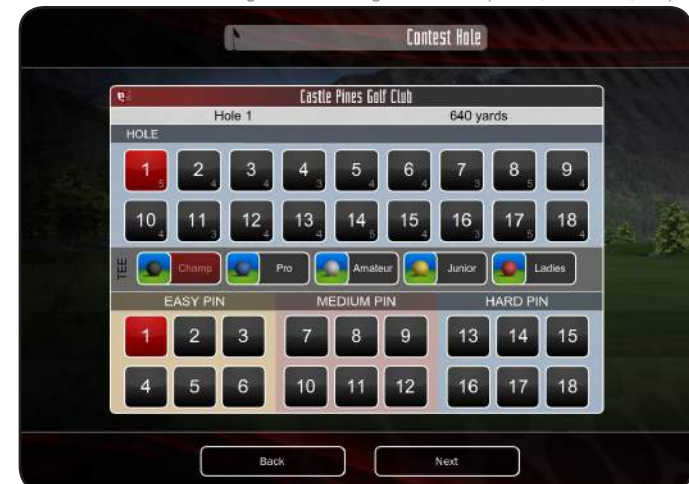 Contest Hole
Castle Pines Golf Club
Hole 1 640 yards
HOLE
1 5 2 4 3 4 4 3 5 4 6 4 7 3 8 5 9 4
10 4 11 3 12 4 13 4 14 5 15 4 16 3 17 5 18 4
TEE Champ Pro Amateur Junior Ladies
EASY PIN MEDIUM PIN HARD PIN
1 2 3 7 8 9 13 14 15
4 5 6 10 11 12 16 17 18
Back Next